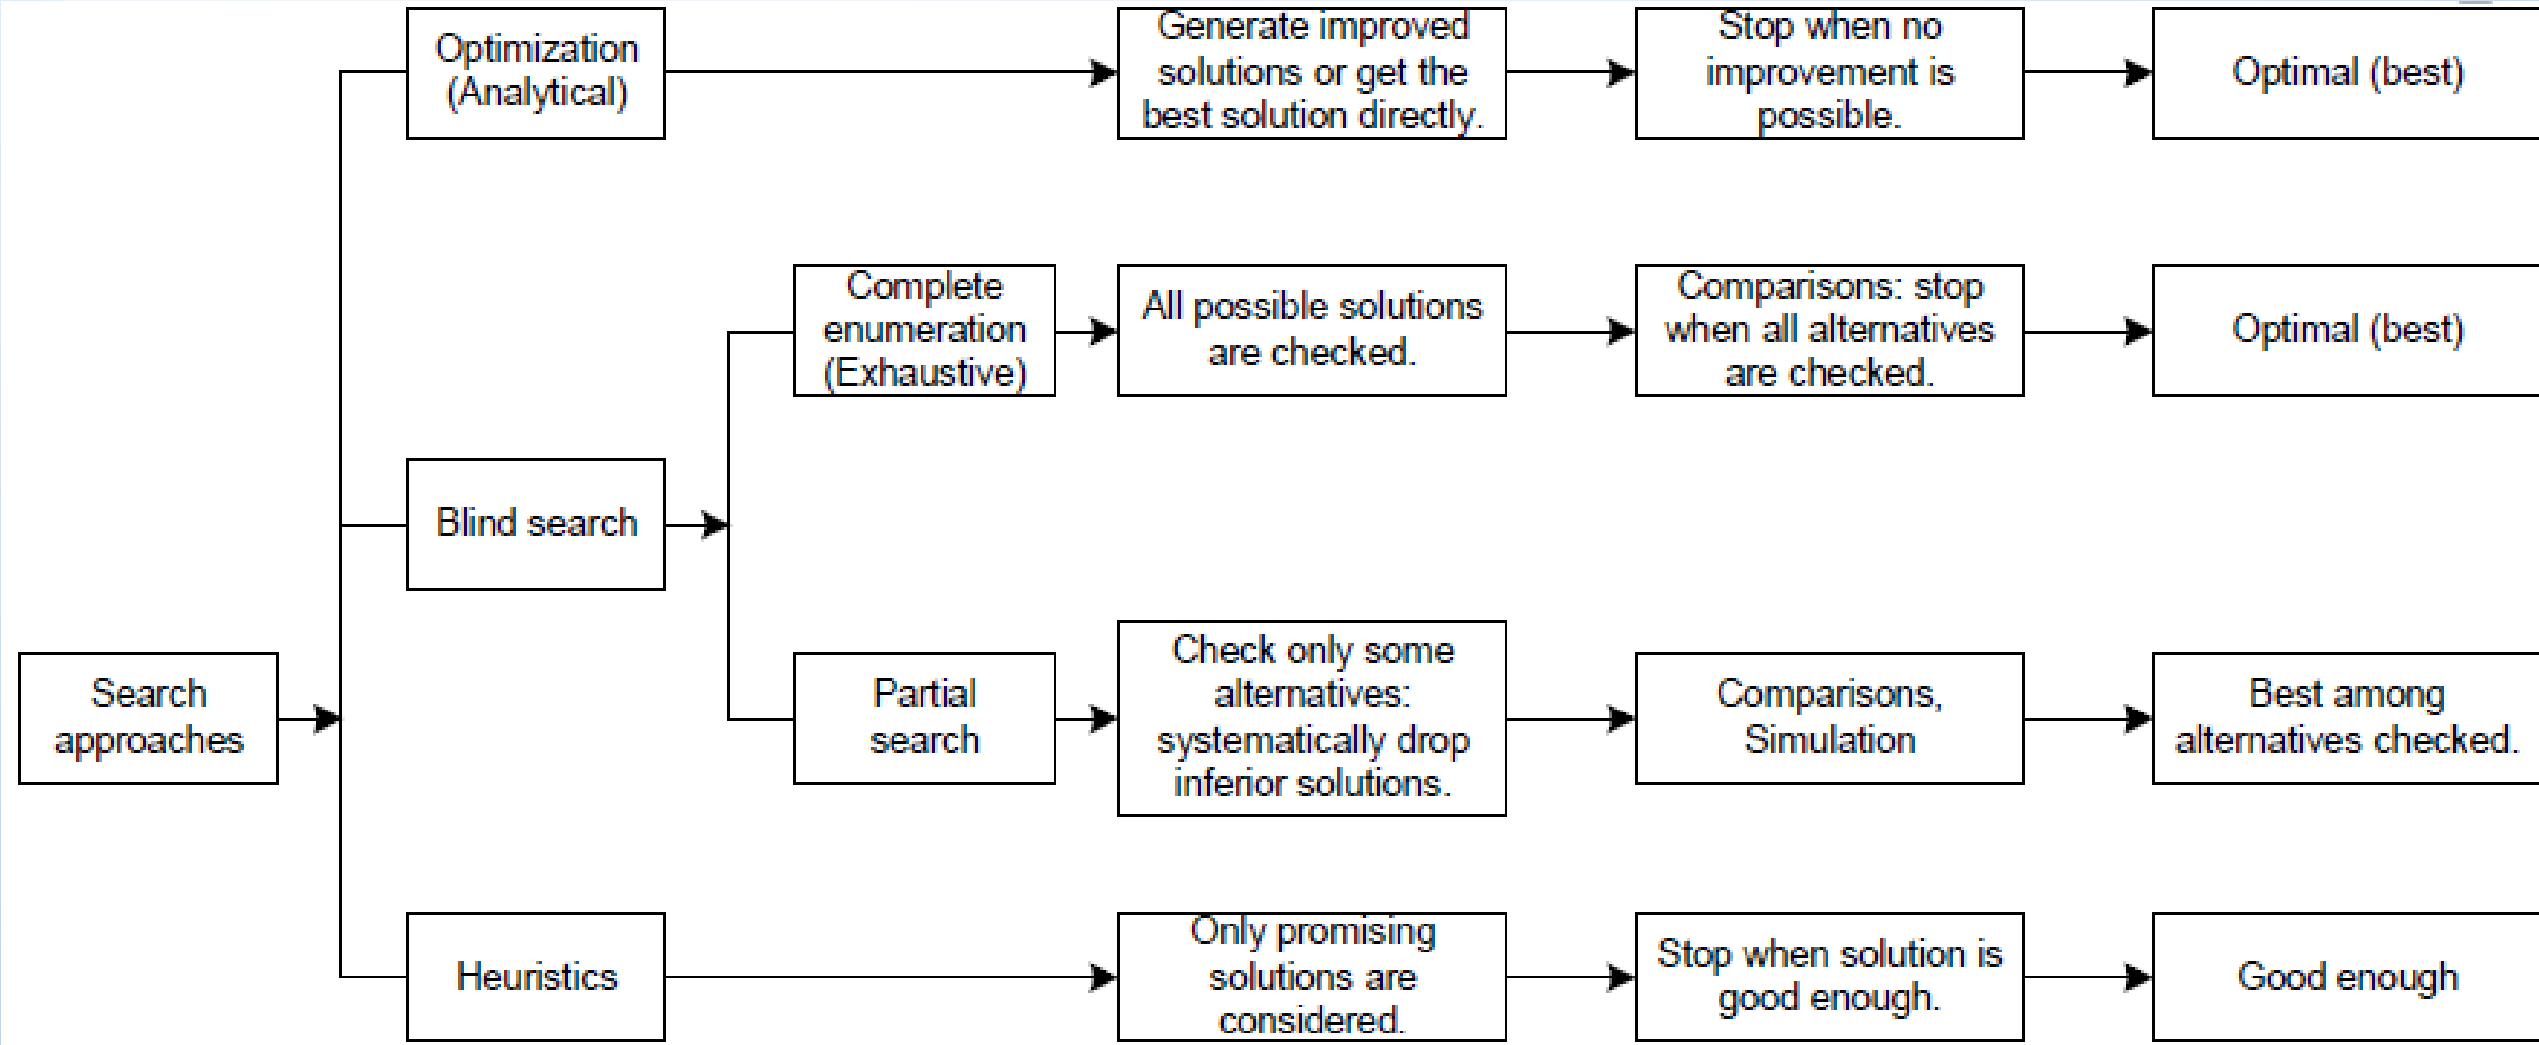 Optimization
(Analytical)
Generate improved
solutions or get the
best solution directly.
Stop when no
improvement is
possible.
Optimal (best)
Complete
enumeration
(Exhaustive)
All possible solutions
are checked.
Comparisons: stop
when all alternatives
are checked.
Optimal (best)
Blind search
Search
approaches
Partial
search
Check only some
alternatives:
systematically drop
inferior solutions.
Comparisons,
Simulation
Best among
alternatives checked.
Heuristics
Only promising
solutions are
considered.
Stop when solution is
good enough.
Good enough